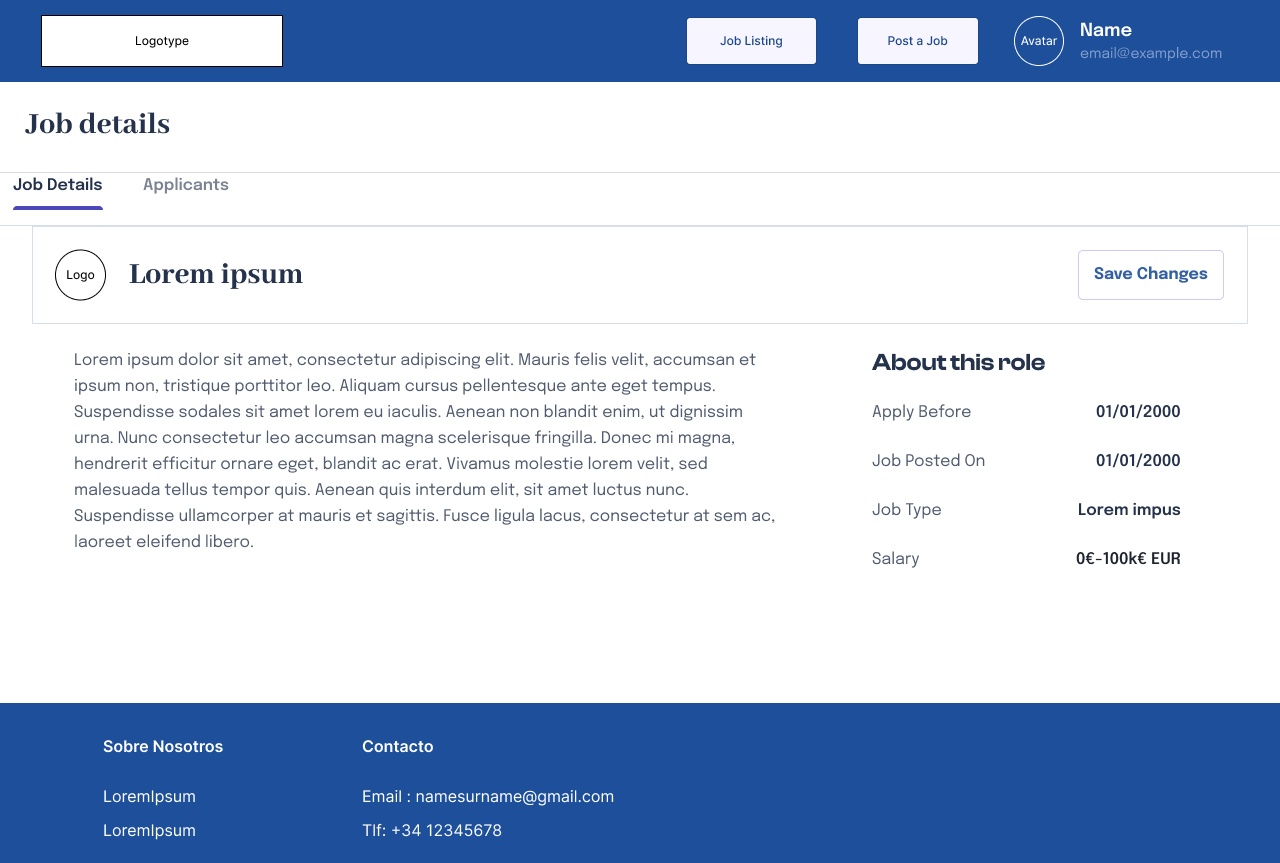 Logotype
Job Listing
Post a Job
Avatar
Name
email@example.com
Job details
Job Details
Applicants
Logo
Lorem ipsum
Save Changes
Lorem ipsum dolor sit amet, consectetur adipiscing elit. Mauris felis velit, accumsan et
ipsum non, tristique porttitor leo. Aliquam cursus pellentesque ante eget tempus.
Suspendisse sodales sit amet lorem eu iaculis. Aenean non blandit enim, ut dignissim
urna. Nunc consectetur leo accumsan magna scelerisque fringilla. Donec mi magna,
hendrerit efficitur ornare eget, blandit ac erat. Vivamus molestie lorem velit, sed
malesuada tellus tempor quis. Aenean quis interdum elit, sit amet luctus nunc.
Suspendisse ullamcorper at mauris et sagittis. Fusce ligula lacus, consectetur at sem ac,
laoreet eleifend libero.
About this role
Apply Before 01/01/2000
Job Posted On 01/01/2000
Job Type Lorem impus
Salary 0€-100k€ EUR
Sobre Nosotros
LoremIpsum
LoremIpsum
Contacto
Email : namesurname@gmail.com
Tlf: +34 12345678